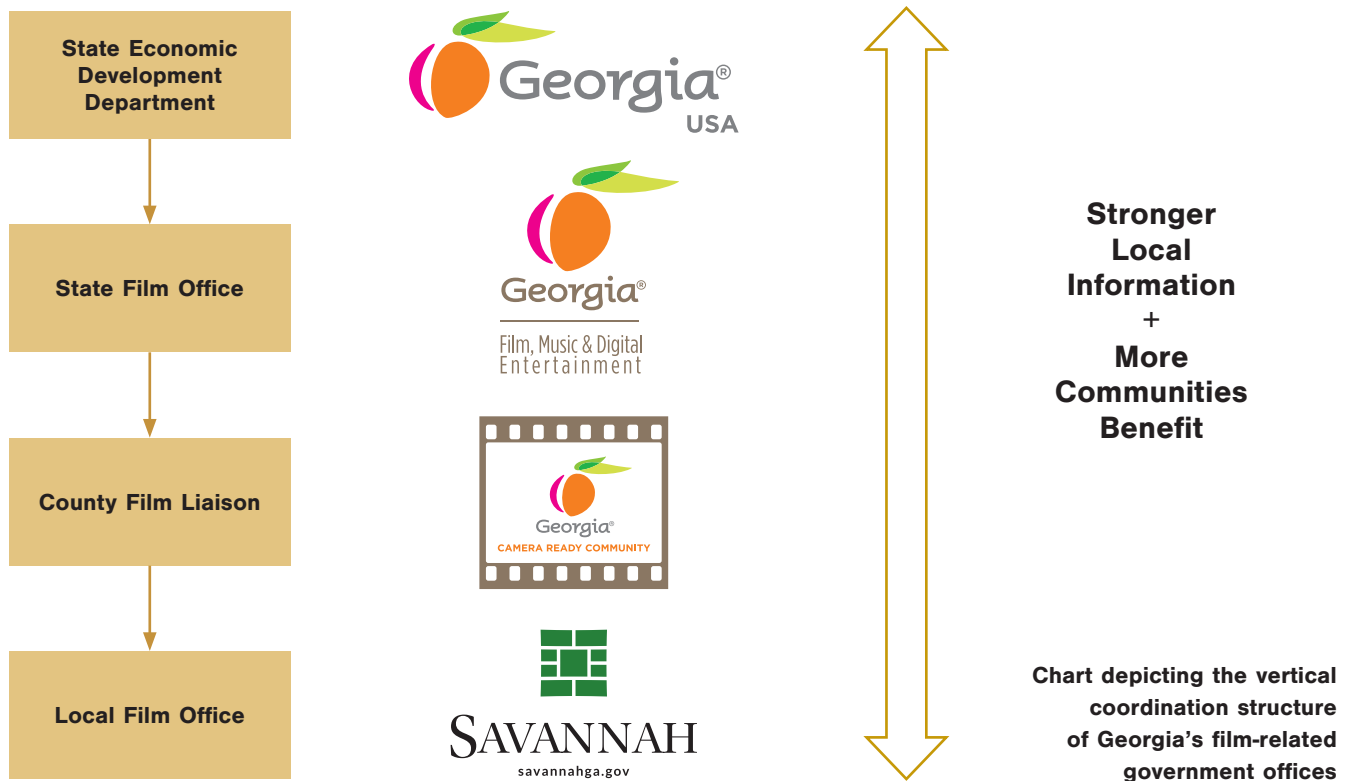 State Economic
Development
Department
Georgia®
USA
State Film Office
Georgia®
Film, Music & Digital
Entertainment
Stronger
Local
Information
+
More
Communities
Benefit
County Film Liaison
Georgia®
CAMERA READY COMMUNITY
Local Film Office
SAVANNAH
savannahga.gov
Chart depicting the vertical
coordination structure
of Georgia’s film-related
government offices